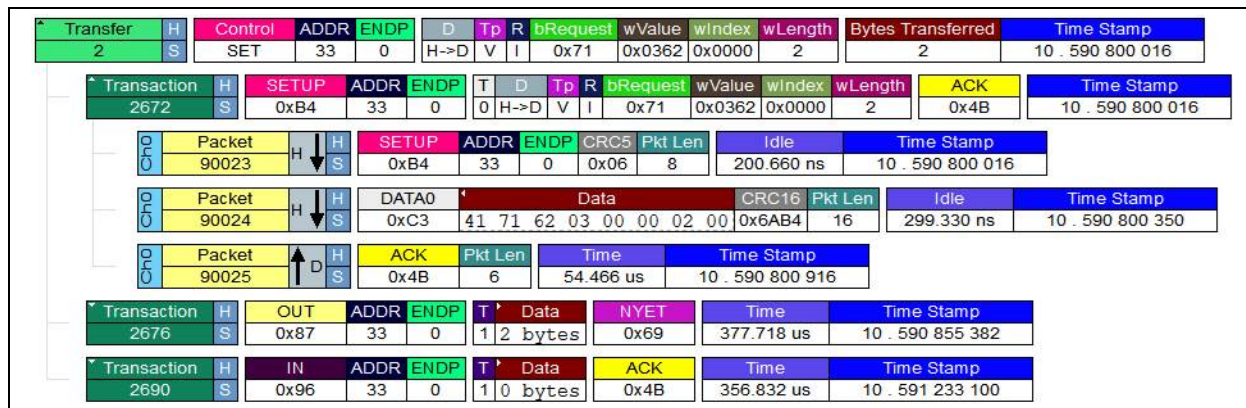 Transfer H Control ADDR ENDP D Tp R bRequest wValue wIndex wLength Bytes Transferred Time Stamp
2 S SET 33 0 H->D V I 0x71 0x0362 0x0000 2 2 10 . 590 800 016
Transaction H SETUP ADDR ENDP T D Tp R bRequest wValue wIndex wLength ACK Time Stamp
2672 S 0xB4 33 0 0 H->D V I 0x71 0x0362 0x0000 2 0x4B 10 . 590 800 016
Ch0 Packet H H SETUP ADDR ENDP CRC5 Pkt Len Idle Time Stamp
90023 S 0xB4 33 0 0x06 8 200.660 ns 10 . 590 800 016
Ch0 Packet H H DATA0 Data CRC16 Pkt Len Idle Time Stamp
90024 S 0xC3 41 71 62 03 00 00 02 00 0x6AB4 16 299.330 ns 10 . 590 800 350
Ch0 Packet D H ACK Pkt Len Time Time Stamp
90025 S 0x4B 6 54.466 us 10 . 590 800 916
Transaction H OUT ADDR ENDP T Data NYET Time Time Stamp
2676 S 0x87 33 0 1 2 bytes 0x69 377.718 us 10 . 590 855 382
Transaction H IN ADDR ENDP T Data ACK Time Time Stamp
2690 S 0x96 33 0 1 0 bytes 0x4B 356.832 us 10 . 591 233 100